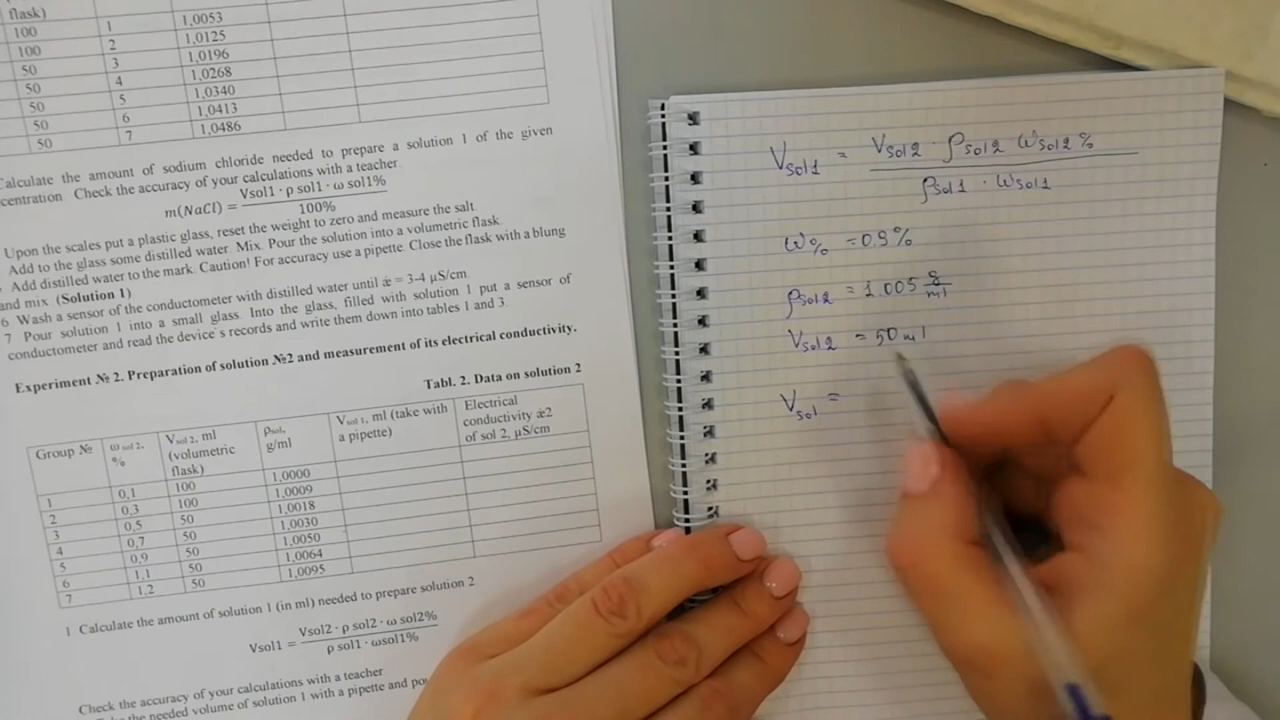 flask)
100 1 1,0053
100 2 1,0125
50 3 1,0196
50 4 1,0268
50 5 1,0340
50 6 1,0413
50 7 1,0486
Calculate the amount of sodium chloride needed to prepare a solution 1 of the given
centration. Check the accuracy of your calculations with a teacher.
m(NaCl) = Vsol1 · ρ sol1 · ω sol1% / 100%
Upon the scales put a plastic glass, reset the weight to zero and measure the salt.
Add to the glass some distilled water. Mix. Pour the solution into a volumetric flask.
Add distilled water to the mark. Caution! For accuracy use a pipette. Close the flask with a blung
and mix. (Solution 1)
6 Wash a sensor of the conductometer with distilled water until æ = 3-4 µS/cm.
7 Pour solution 1 into a small glass. Into the glass, filled with solution 1 put a sensor of
conductometer and read the device`s records and write them down into tables 1 and 3.
Experiment № 2. Preparation of solution №2 and measurement of its electrical conductivity.
Tabl. 2. Data on solution 2
Group № ω sol 2, % Vsol 2, ml (volumetric flask) ρsol, g/ml Vsol 1, ml (take with a pipette) Electrical conductivity æ2 of sol 2, µS/cm
1 0,1 100 1,0000
2 0,3 100 1,0009
3 0,5 50 1,0018
4 0,7 50 1,0030
5 0,9 50 1,0050
6 1,1 50 1,0064
7 1,2 50 1,0095
1 Calculate the amount of solution 1 (in ml) needed to prepare solution 2
Vsol1 = Vsol2 · ρ sol2 · ω sol2% / ρ sol1 · ωsol1%
Check the accuracy of your calculations with a teacher
the needed volume of solution 1 with a pipette and
Vsol1 = Vsol2 · ρsol2 ωsol2 % / ρsol1 · ωsol1
ω% = 0.9%
ρsol2 = 1.005 g/ml
Vsol2 = 50 ml
Vsol =